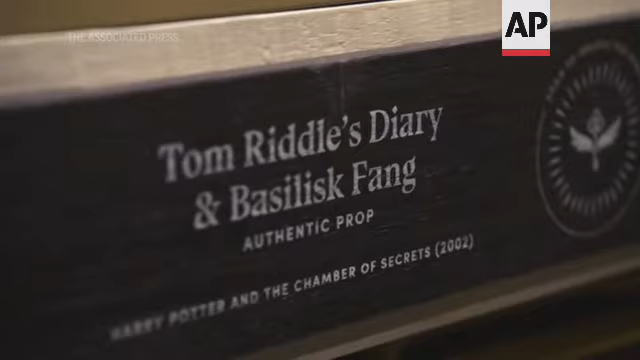 THE ASSOCIATED PRESS
AP
Tom Riddle's Diary
& Basilisk Fang
AUTHENTIC PROP
HARRY POTTER AND THE CHAMBER OF SECRETS (2002)